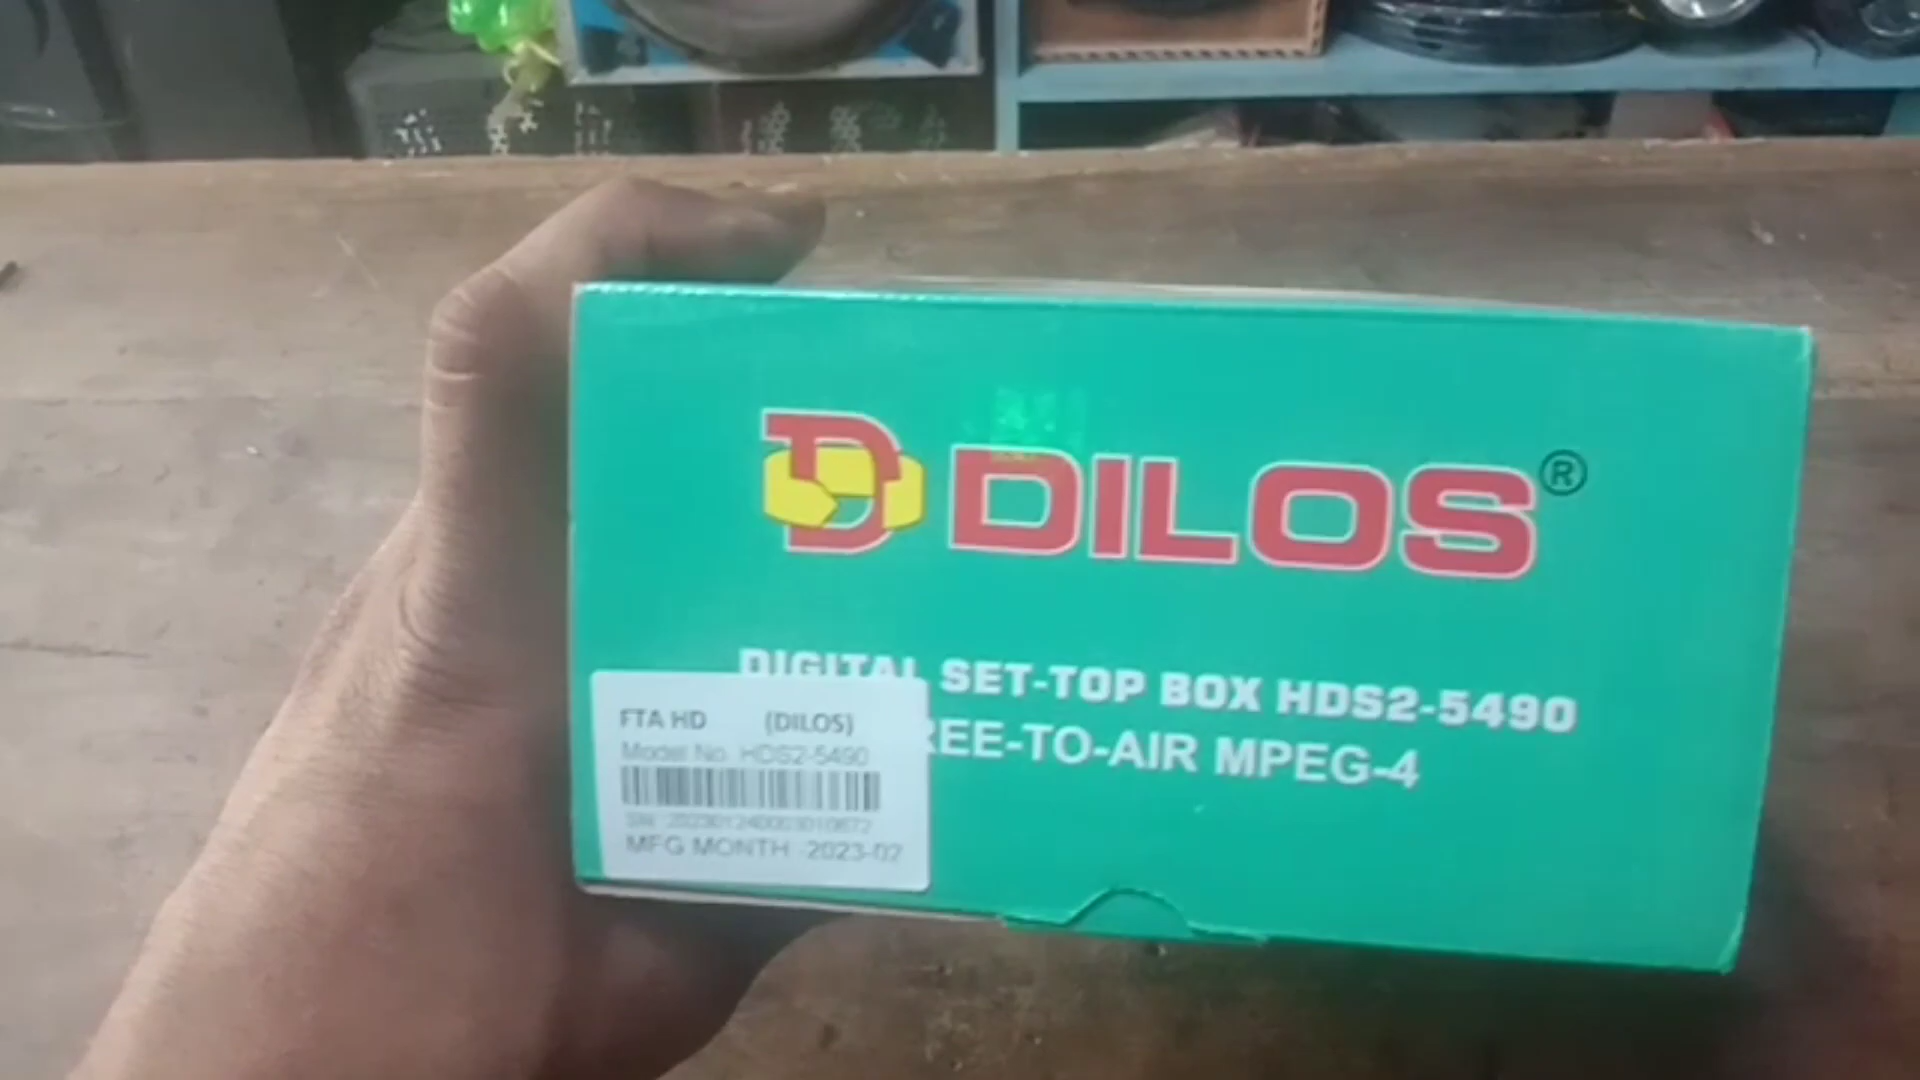 DILOS®
DIGITAL SET-TOP BOX HDS2-5490
REE-TO-AIR MPEG-4
FTA HD (DILOS)
Model No. HDS2-5490
MFG MONTH :2023-02